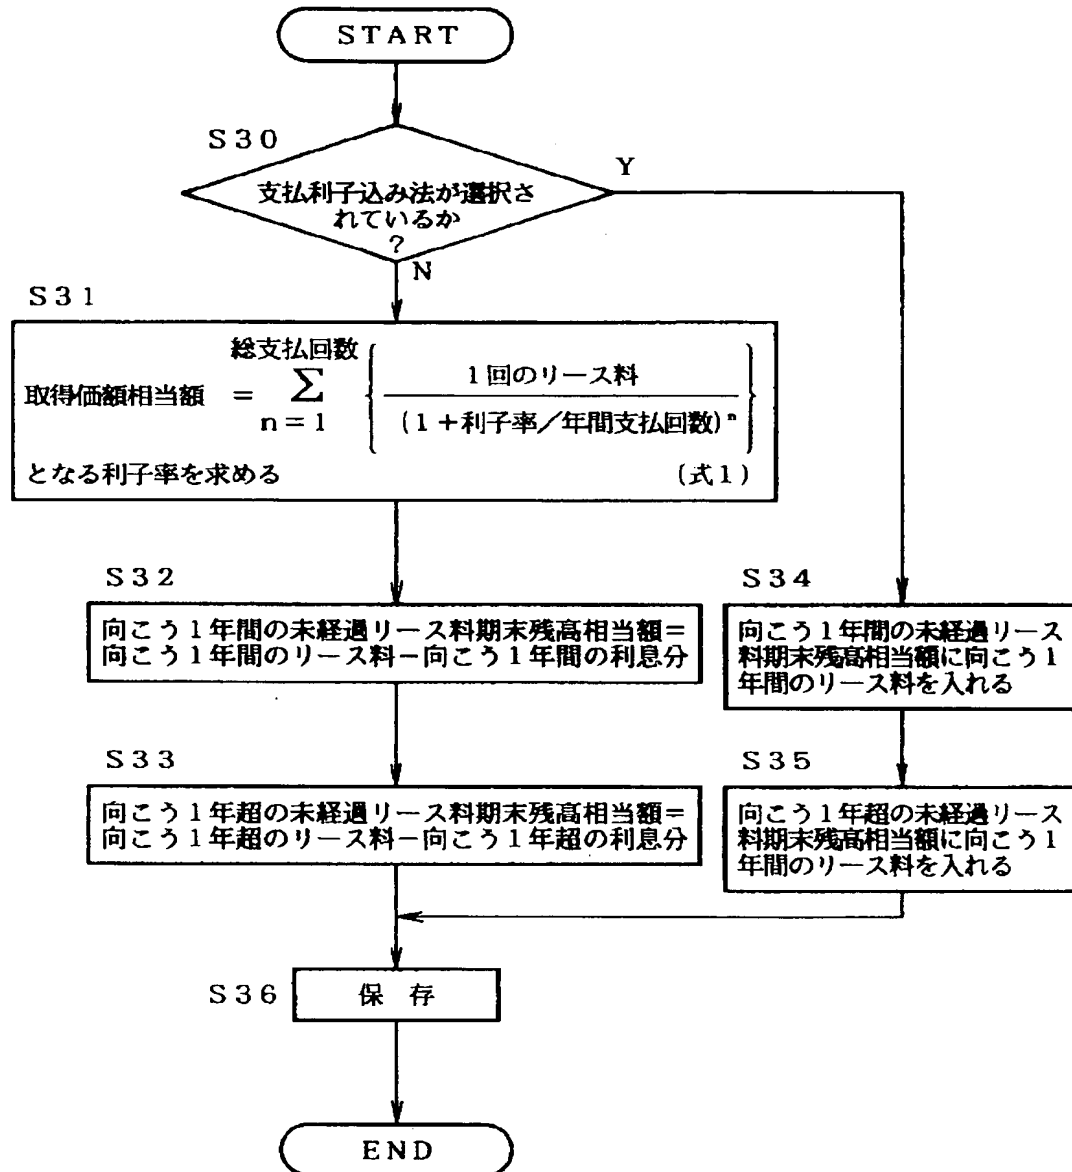 START
S30
支払利子込み法が選択さ
れているか
?
Y
N
S31
総支払回数
取得価額相当額 = Σ { 1回のリース料 / (1+利子率/年間支払回数)ⁿ }
n=1
となる利子率を求める (式1)
S32
向こう1年間の未経過リース料期末残高相当額=
向こう1年間のリース料-向こう1年間の利息分
S34
向こう1年間の未経過リース
料期末残高相当額に向こう1
年間のリース料を入れる
S33
向こう1年超の未経過リース料期末残高相当額=
向こう1年超のリース料-向こう1年超の利息分
S35
向こう1年超の未経過リース
料期末残高相当額に向こう1
年間のリース料を入れる
S36
保 存
END